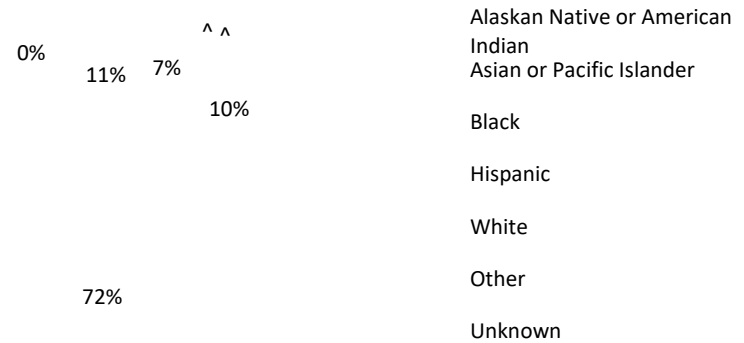 ^ ^
0%
11% 7%
10%
72%
Alaskan Native or American
Indian
Asian or Pacific Islander
Black
Hispanic
White
Other
Unknown